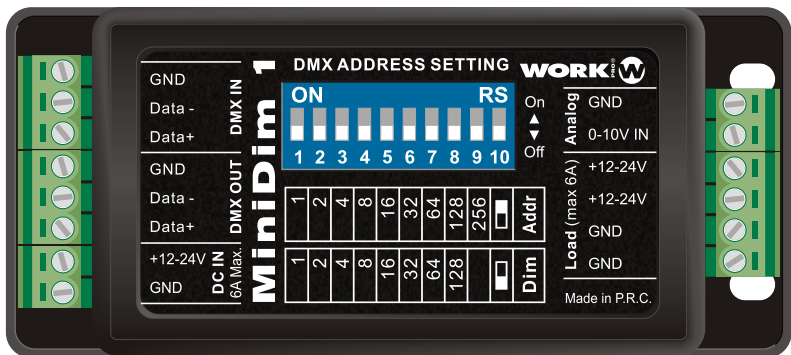 GND
Data -
Data+
DMX IN
GND
Data -
Data+
DMX OUT
+12-24V
GND
DC IN
6A Max.
MiniDim 1
DMX ADDRESS SETTING
ON RS
1 2 3 4 5 6 7 8 9 10
On
Off
1 2 4 8 16 32 64 128 256 Addr
1 2 4 8 16 32 64 128 Dim
WORK PRO® W
Analog
GND
0-10V IN
Load (max 6A)
+12-24V
+12-24V
GND
GND
Made in P.R.C.